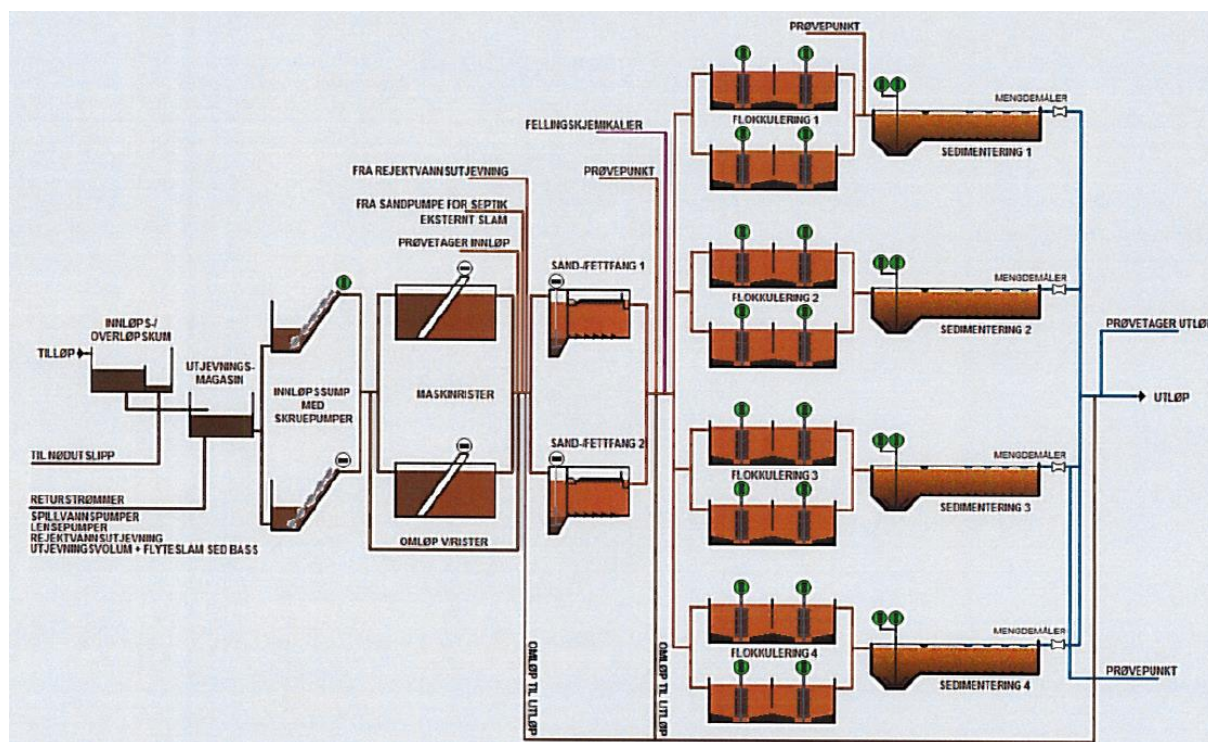 PRØVEPUNKT
MENGDEMÅLER
FLOKKULERING 1
SEDIMENTERING 1
FELLINGSKJEMIKALIER
FRA REJEKTVANNSUTJEVNING
PRØVEPUNKT
FRA SANDPUMPE FOR SEPTIK
EKSTERNT SLAM
PRØVETAGER INNLØP
SAND-/FETTFANG 1
FLOKKULERING 2
MENGDEMÅLER
SEDIMENTERING 2
INNLØPS-/
OVERLØPSKUM
TILLØP
UTJEVNINGS-
MAGASIN
INNLØPSSUMP
MED
SKRUEPUMPER
MASKINRISTER
PRØVETAGER UTLØP
UTLØP
SAND-/FETTFANG 2
TIL NØDUTSLIPP
FLOKKULERING 3
MENGDEMÅLER
SEDIMENTERING 3
RETURSTRØMMER
SPILLVANNSPUMPER
LENSEPUMPER
REJEKTVANNSUTJEVNING
UTJEVNINGSVOLUM + FLYTESLAM SED BASS
OMLØP V/RISTER
OMLØP TIL UTLØP
OMLØP TIL UTLØP
FLOKKULERING 4
MENGDEMÅLER
SEDIMENTERING 4
PRØVEPUNKT